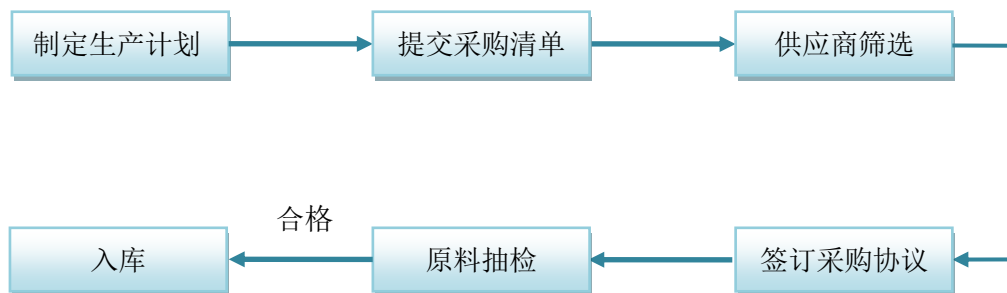 制定生产计划
提交采购清单
供应商筛选
签订采购协议
原料抽检
合格
入库